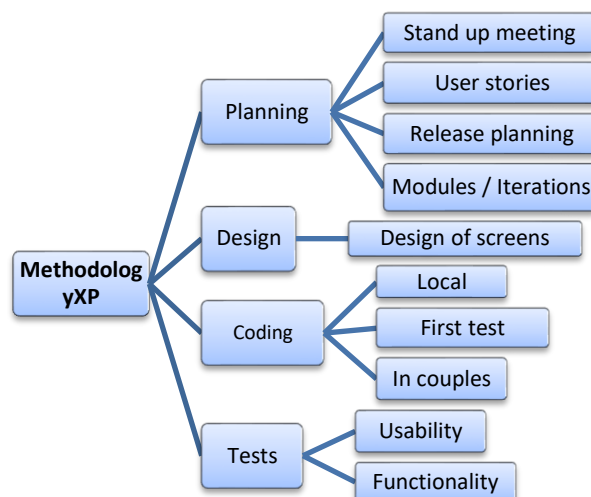 Stand up meeting
User stories
Planning
Release planning
Modules / Iterations
Design
Design of screens
Methodolog
yXP
Local
Coding
First test
In couples
Usability
Tests
Functionality